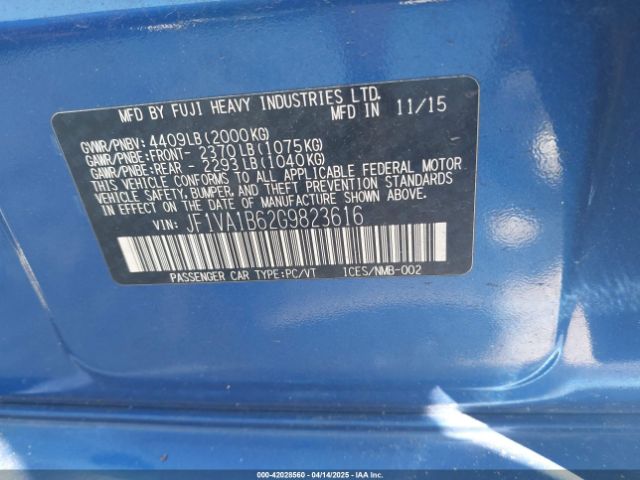 MFD BY FUJI HEAVY INDUSTRIES LTD.
MFD IN 11/15
GVWR/PNBV: 4409LB(2000KG)
GAWR/PNBE:FRONT- 2370LB(1075KG)
GAWR/PNBE:REAR - 2293LB(1040KG)
THIS VEHICLE CONFORMS TO ALL APPLICABLE FEDERAL MOTOR
VEHICLE SAFETY, BUMPER, AND THEFT PREVENTION STANDARDS
IN EFFECT ON THE DATE OF MANUFACTURE SHOWN ABOVE.
VIN: JF1VA1B62G9823616
PASSENGER CAR TYPE:PC/VT ICES/NMB-002
000-42028560 - 04/14/2025 - IAAI.COM